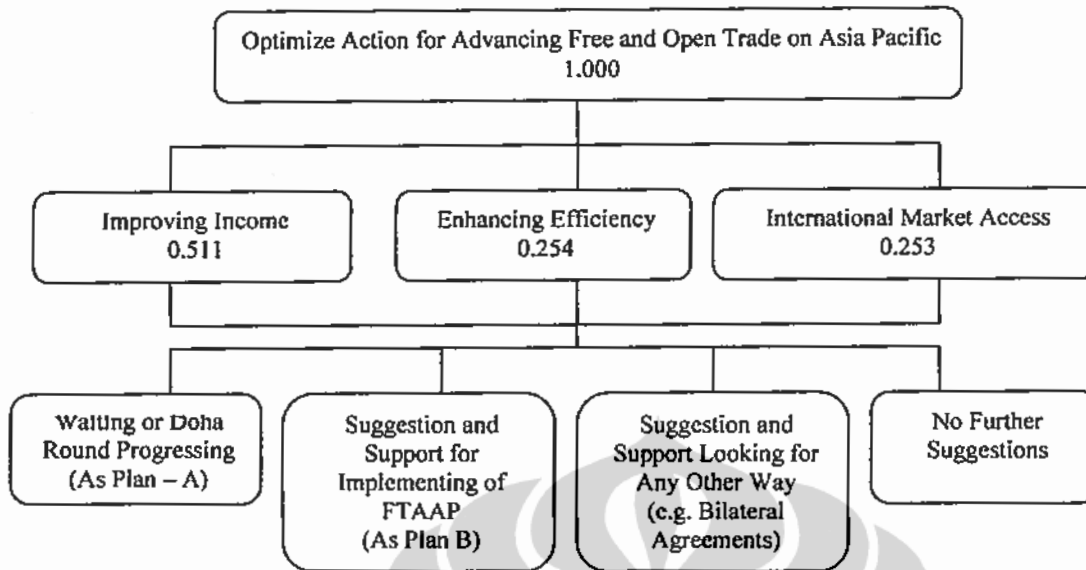 Optimize Action for Advancing Free and Open Trade on Asia Pacific
1.000
Improving Income
0.511
Enhancing Efficiency
0.254
International Market Access
0.253
Waiting or Doha
Round Progressing
(As Plan – A)
Suggestion and
Support for
Implementing of
FTAAP
(As Plan B)
Suggestion and
Support Looking for
Any Other Way
(e.g. Bilateral
Agreements)
No Further
Suggestions